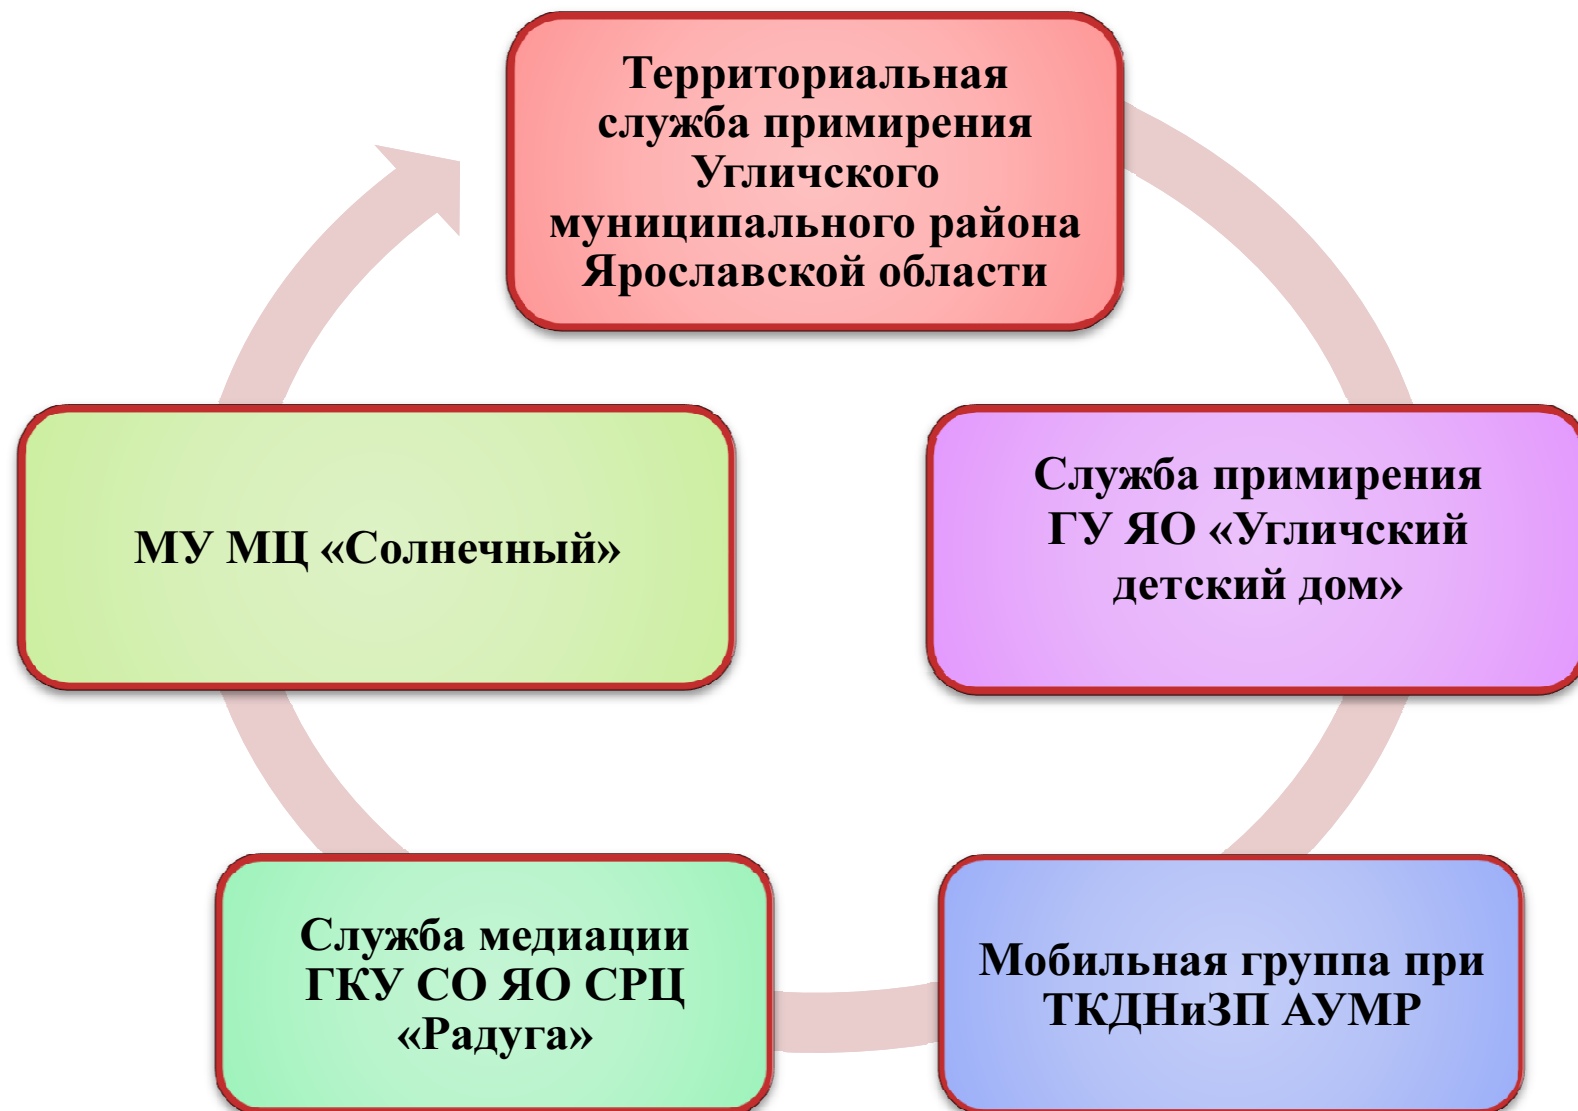 Территориальная
служба примирения
Угличского
муниципального района
Ярославской области
Служба примирения
ГУ ЯО «Угличский
детский дом»
Мобильная группа при
ТКДНиЗП АУМР
Служба медиации
ГКУ СО ЯО СРЦ
«Радуга»
МУ МЦ «Солнечный»